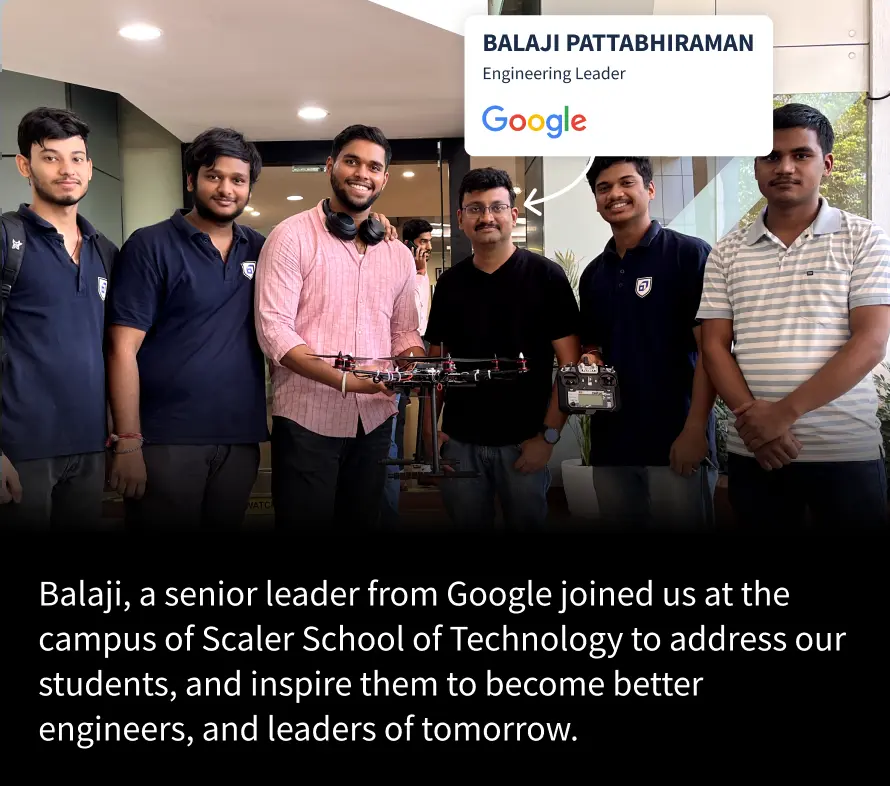 BALAJI PATTABHIRAMAN
Engineering Leader
Google
Balaji, a senior leader from Google joined us at the
campus of Scaler School of Technology to address our
students, and inspire them to become better
engineers, and leaders of tomorrow.